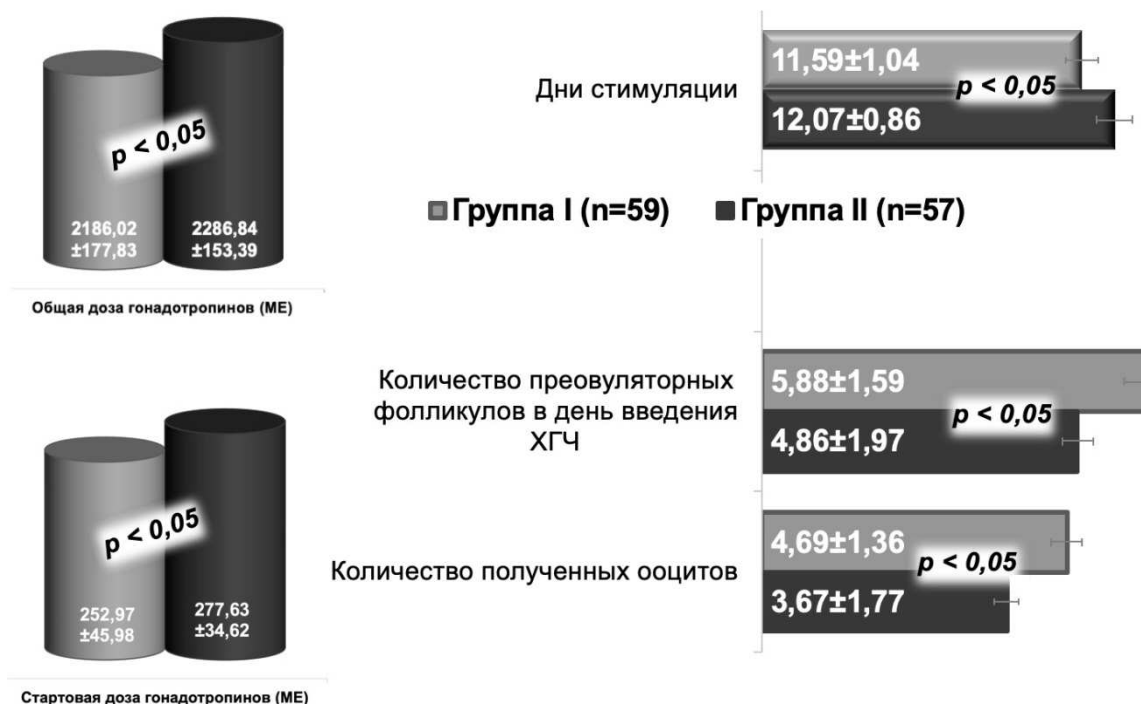 p < 0,05
2186,02
±177,83
2286,84
±153,39
Общая доза гонадотропинов (МЕ)
p < 0,05
252,97
±45,98
277,63
±34,62
Стартовая доза гонадотропинов (МЕ)
Дни стимуляции
11,59±1,04
p < 0,05
12,07±0,86
Группа I (n=59)
Группа II (n=57)
Количество преовуляторных
фолликулов в день введения
ХГЧ
5,88±1,59
p < 0,05
4,86±1,97
Количество полученных ооцитов
4,69±1,36
p < 0,05
3,67±1,77